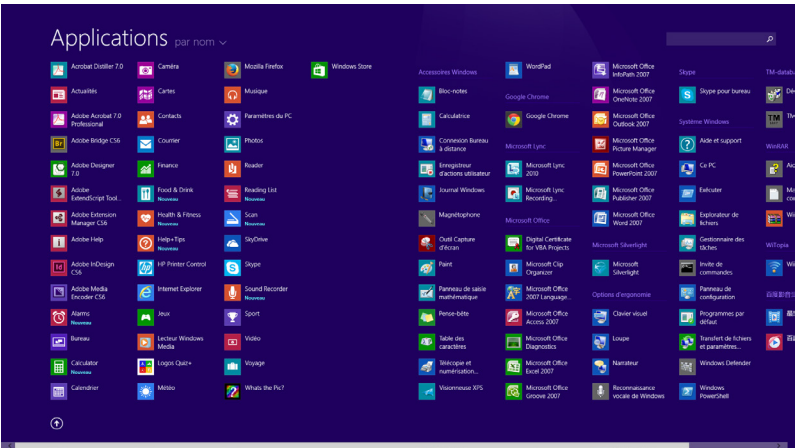 Applications par nom
Acrobat Distiller 7.0
Actualités
Adobe Acrobat 7.0
Professional
Adobe Bridge CS6
Adobe Designer
7.0
Adobe
ExtendScript Tool...
Adobe Extension
Manager CS6
Adobe Help
Adobe InDesign
CS6
Adobe Media
Encoder CS6
Alarms
Nouveau
Bureau
Calculator
Nouveau
Calendrier
Caméra
Cartes
Contacts
Courrier
Finance
Food & Drink
Nouveau
Health & Fitness
Nouveau
Help+Tips
Nouveau
HP Printer Control
Internet Explorer
Jeux
Lecteur Windows
Media
Logos Quiz+
Météo
Mozilla Firefox
Musique
Paramètres du PC
Photos
Reader
Reading List
Nouveau
Scan
Nouveau
SkyDrive
Skype
Sound Recorder
Nouveau
Sport
Vidéo
Voyage
Whats the Pic?
Windows Store
Accessoires Windows
Bloc-notes
Calculatrice
Connexion Bureau
à distance
Enregistreur
d'actions utilisateur
Journal Windows
Magnétophone
Outil Capture
d'écran
Paint
Panneau de saisie
mathématique
Pense-bête
Table des
caractères
Télécopie et
numérisation...
Visionneuse XPS
WordPad
Google Chrome
Google Chrome
Microsoft Lync
Microsoft Lync
2010
Microsoft Lync
Recording...
Microsoft Office
Digital Certificate
for VBA Projects
Microsoft Clip
Organizer
Microsoft Office
2007 Language...
Microsoft Office
Access 2007
Microsoft Office
Diagnostics
Microsoft Office
Excel 2007
Microsoft Office
Groove 2007
Microsoft Office
InfoPath 2007
Microsoft Office
OneNote 2007
Microsoft Office
Outlook 2007
Microsoft Office
Picture Manager
Microsoft Office
PowerPoint 2007
Microsoft Office
Publisher 2007
Microsoft Office
Word 2007
Microsoft Silverlight
Microsoft
Silverlight
Options d'ergonomie
Clavier visuel
Loupe
Narrateur
Reconnaissance
vocale de Windows
Skype
Skype pour bureau
Système Windows
Aide et support
Ce PC
Exécuter
Explorateur de
fichiers
Gestionnaire des
tâches
Invite de
commandes
Panneau de
configuration
Programmes par
défaut
Transfert de fichiers
et paramètres...
Windows Defender
Windows
PowerShell
TM-datab
WinRAR
WiTopia